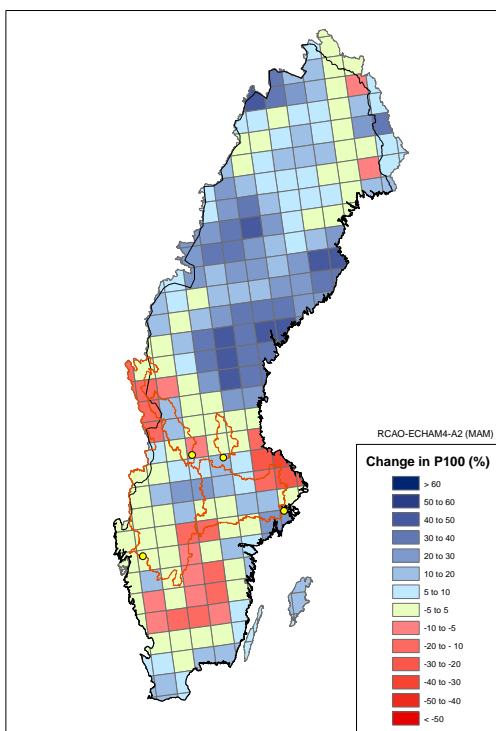 RCAO-ECHAM4-A2 (MAM)
Change in P100 (%)
> 60
50 to 60
40 to 50
30 to 40
20 to 30
10 to 20
5 to 10
-5 to 5
-10 to -5
-20 to - 10
-30 to -20
-40 to -30
-50 to -40
< -50